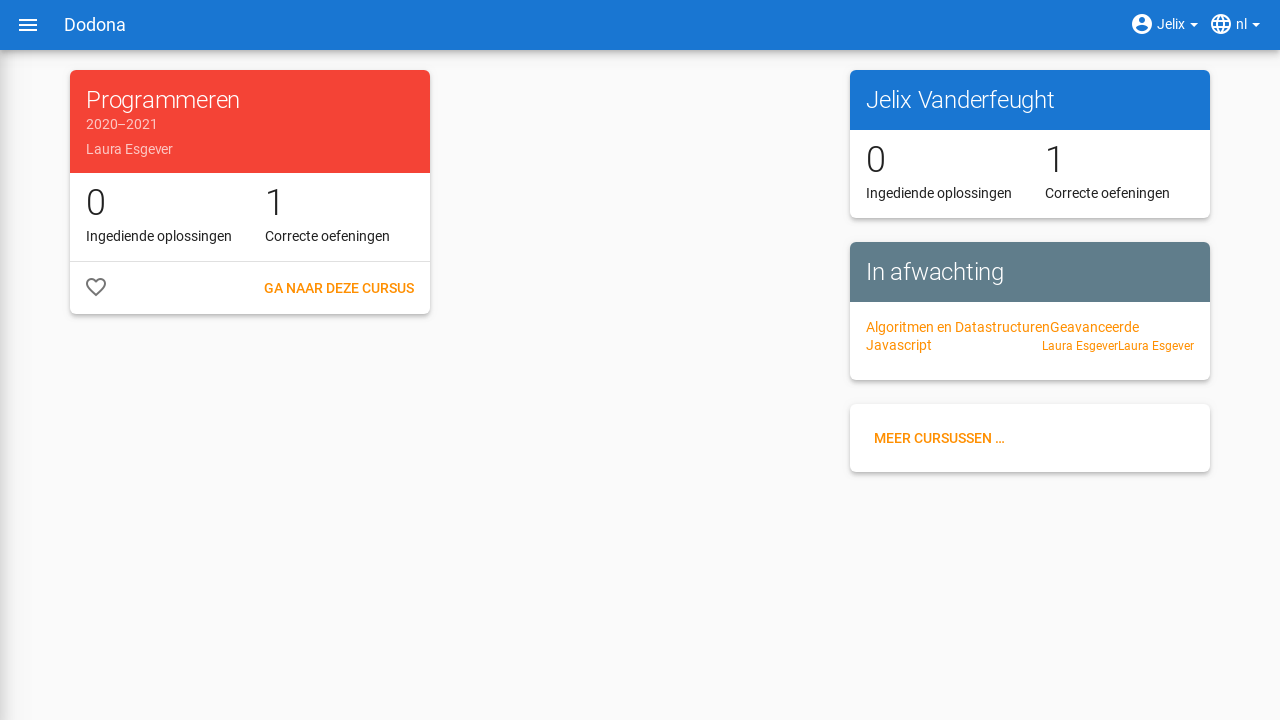 Dodona
Jelix
nl
Programmeren
2020–2021
Laura Esgever
0
1
Ingediende oplossingen
Correcte oefeningen
GA NAAR DEZE CURSUS
Jelix Vanderfeught
0
1
Ingediende oplossingen
Correcte oefeningen
In afwachting
Algoritmen en DatastructurenGeavanceerde
Javascript
Laura EsgeverLaura Esgever
MEER CURSUSSEN ...